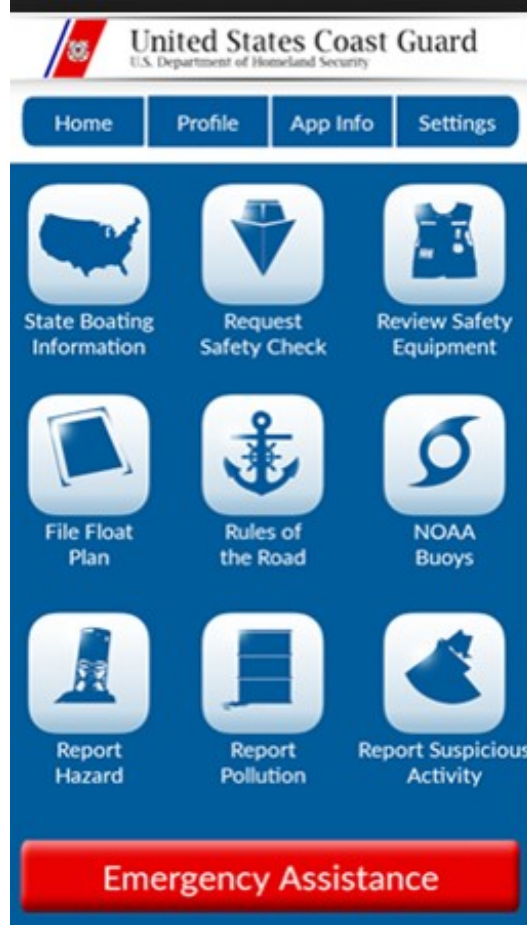 United States Coast Guard
U.S. Department of Homeland Security
Home Profile App Info Settings
State Boating
Information
Request
Safety Check
Review Safety
Equipment
File Float
Plan
Rules of
the Road
NOAA
Buoys
Report
Hazard
Report
Pollution
Report Suspicious
Activity
Emergency Assistance